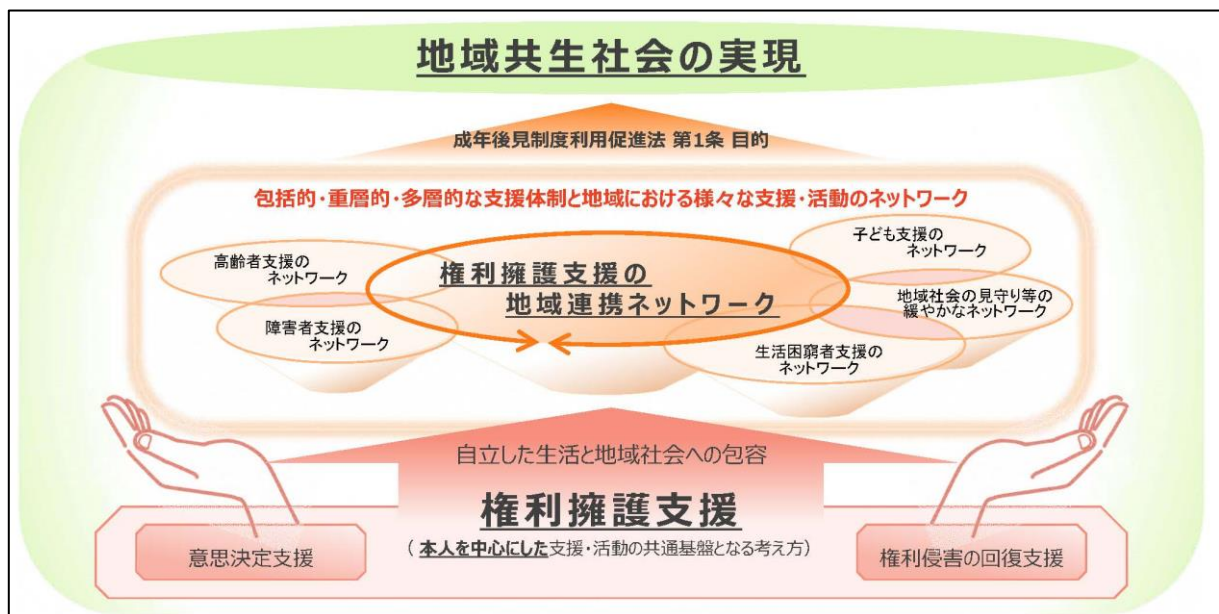 地域共生社会の実現
成年後見制度利用促進法 第1条 目的
包括的・重層的・多層的な支援体制と地域における様々な支援・活動のネットワーク
高齢者支援の
ネットワーク
障害者支援の
ネットワーク
権利擁護支援の
地域連携ネットワーク
子ども支援の
ネットワーク
地域社会の見守り等の
緩やかなネットワーク
生活困窮者支援の
ネットワーク
自立した生活と地域社会への包容
権利擁護支援
(本人を中心にした支援・活動の共通基盤となる考え方)
意思決定支援
権利侵害の回復支援